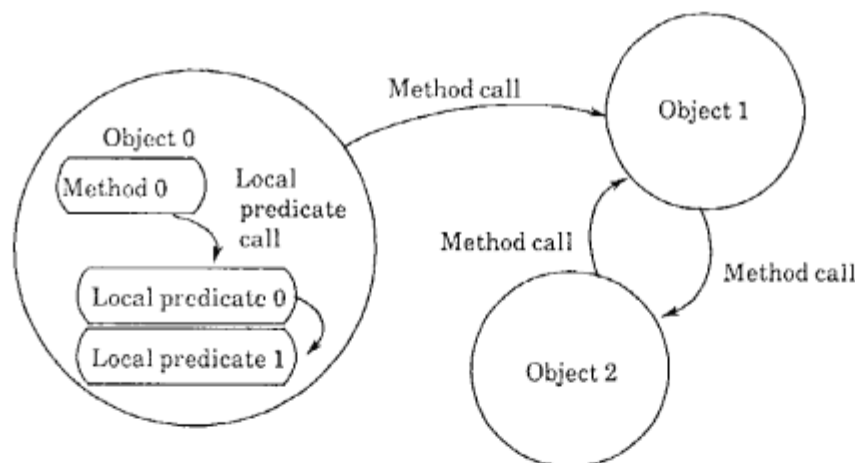 Method call
Object 1
Object 0
Method 0
Local
predicate
call
Method call
Method call
Local predicate 0
Local predicate 1
Object 2